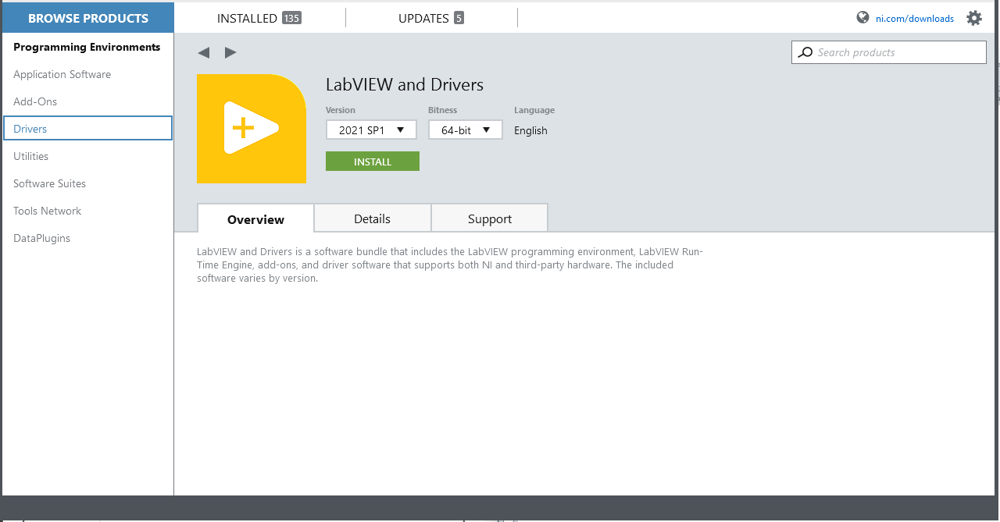 BROWSE PRODUCTS
INSTALLED 135
UPDATES 5
ni.com/downloads
Programming Environments
Application Software
Add-Ons
Drivers
Utilities
Software Suites
Tools Network
DataPlugins
Search products
LabVIEW and Drivers
Version
Bitness
Language
2021 SP1
64-bit
English
INSTALL
Overview
Details
Support
LabVIEW and Drivers is a software bundle that includes the LabVIEW programming environment, LabVIEW Run-
Time Engine, add-ons, and driver software that supports both NI and third-party hardware. The included
software varies by version.